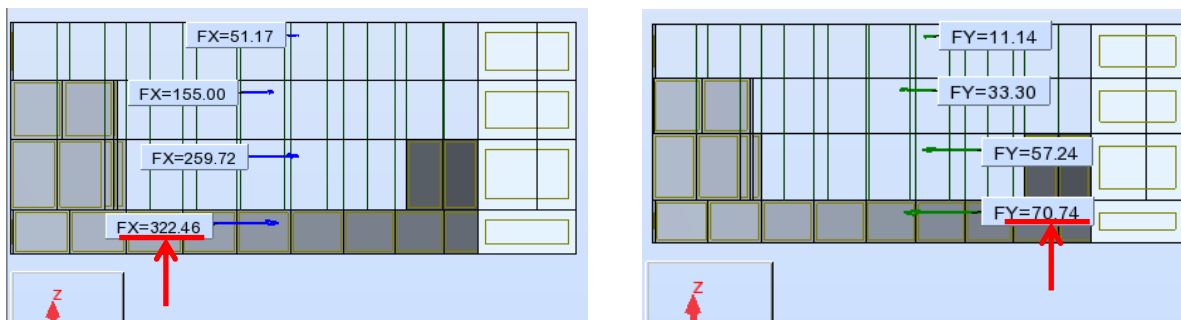 FX=51.17
FX=155.00
FX=259.72
FX=322.46
Z
FY=11.14
FY=33.30
FY=57.24
FY=70.74
Z